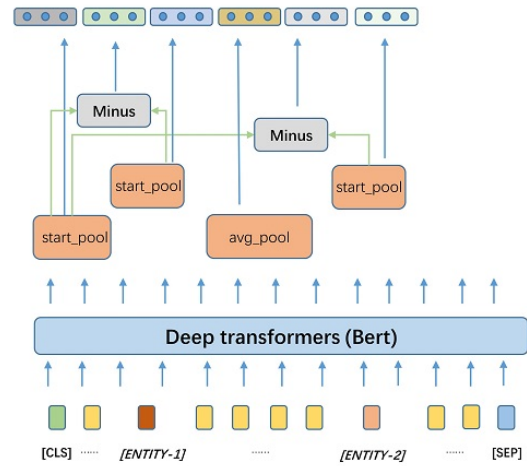 Minus
Minus
start_pool
start_pool
start_pool
avg_pool
Deep transformers (Bert)
[CLS] ...... [ENTITY-1] ...... [ENTITY-2] ...... [SEP]